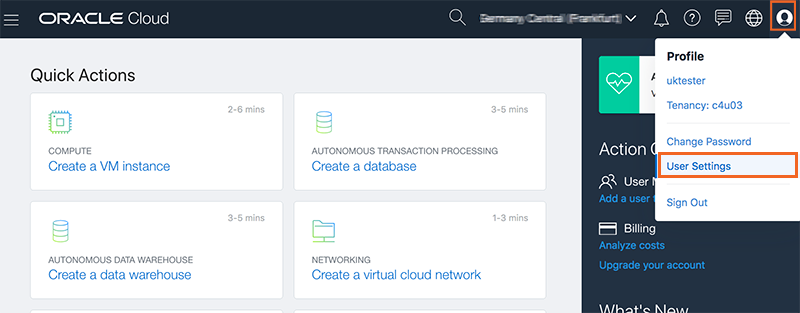 ORACLE Cloud
Germany Central (Frankfurt)
Quick Actions
2-6 mins
COMPUTE
Create a VM instance
3-5 mins
AUTONOMOUS TRANSACTION PROCESSING
Create a database
3-5 mins
AUTONOMOUS DATA WAREHOUSE
Create a data warehouse
1-3 mins
NETWORKING
Create a virtual cloud network
Profile
uktester
Tenancy: c4u03
Change Password
User Settings
Sign Out
Action C
User M
Add a user t
Billing
Analyze costs
Upgrade your account
What's New